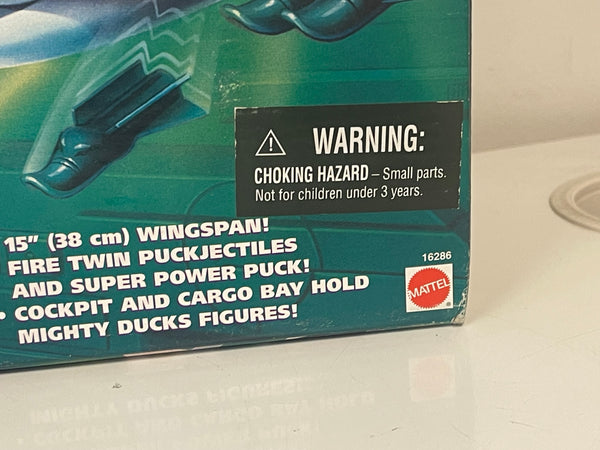 WARNING:
CHOKING HAZARD – Small parts.
Not for children under 3 years.
15" (38 cm) WINGSPAN!
FIRE TWIN PUCKJECTILES
AND SUPER POWER PUCK!
• COCKPIT AND CARGO BAY HOLD
MIGHTY DUCKS FIGURES!
16286
MATTEL
®